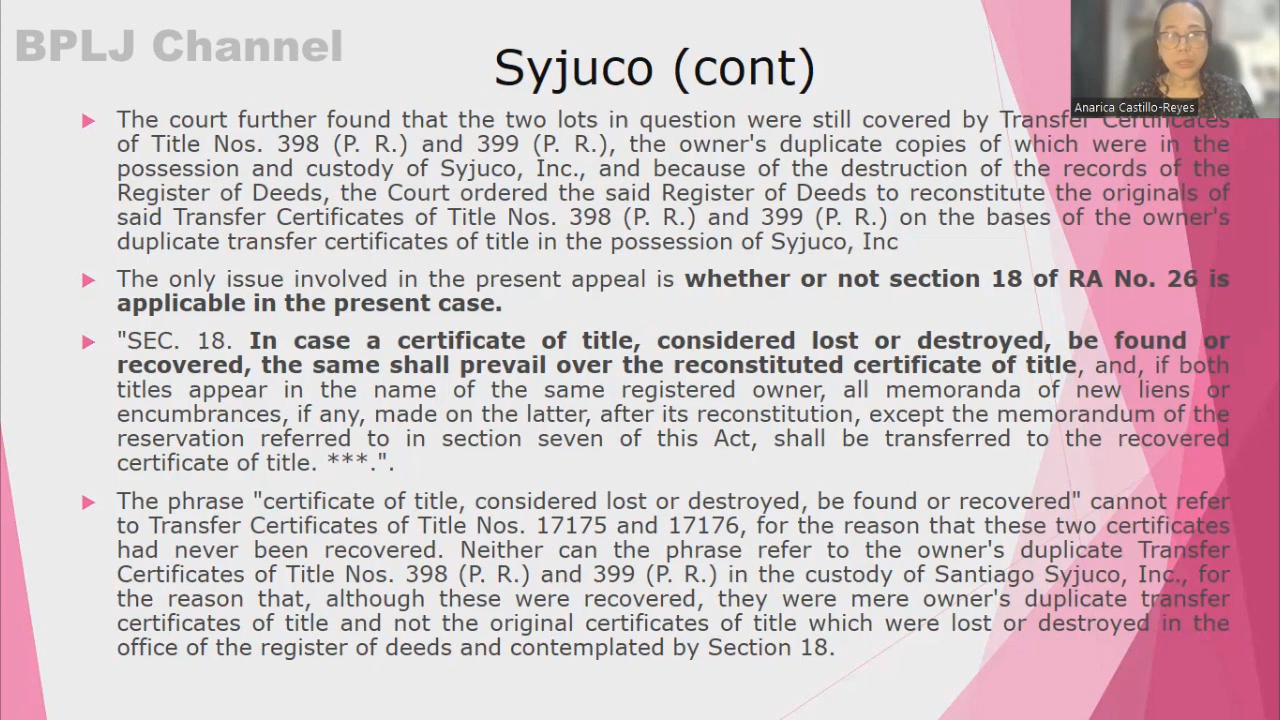 BPLJ Channel
Syjuco (cont)
Anarica Castillo-Reyes
The court further found that the two lots in question were still covered by Transfer Certificates
of Title Nos. 398 (P. R.) and 399 (P. R.), the owner's duplicate copies of which were in the
possession and custody of Syjuco, Inc., and because of the destruction of the records of the
Register of Deeds, the Court ordered the said Register of Deeds to reconstitute the originals of
said Transfer Certificates of Title Nos. 398 (P. R.) and 399 (P. R.) on the bases of the owner's
duplicate transfer certificates of title in the possession of Syjuco, Inc
The only issue involved in the present appeal is whether or not section 18 of RA No. 26 is
applicable in the present case.
"SEC. 18. In case a certificate of title, considered lost or destroyed, be found or
recovered, the same shall prevail over the reconstituted certificate of title, and, if both
titles appear in the name of the same registered owner, all memoranda of new liens or
encumbrances, if any, made on the latter, after its reconstitution, except the memorandum of the
reservation referred to in section seven of this Act, shall be transferred to the recovered
certificate of title. ***.".
The phrase "certificate of title, considered lost or destroyed, be found or recovered" cannot refer
to Transfer Certificates of Title Nos. 17175 and 17176, for the reason that these two certificates
had never been recovered. Neither can the phrase refer to the owner's duplicate Transfer
Certificates of Title Nos. 398 (P. R.) and 399 (P. R.) in the custody of Santiago Syjuco, Inc., for
the reason that, although these were recovered, they were mere owner's duplicate transfer
certificates of title and not the original certificates of title which were lost or destroyed in the
office of the register of deeds and contemplated by Section 18.